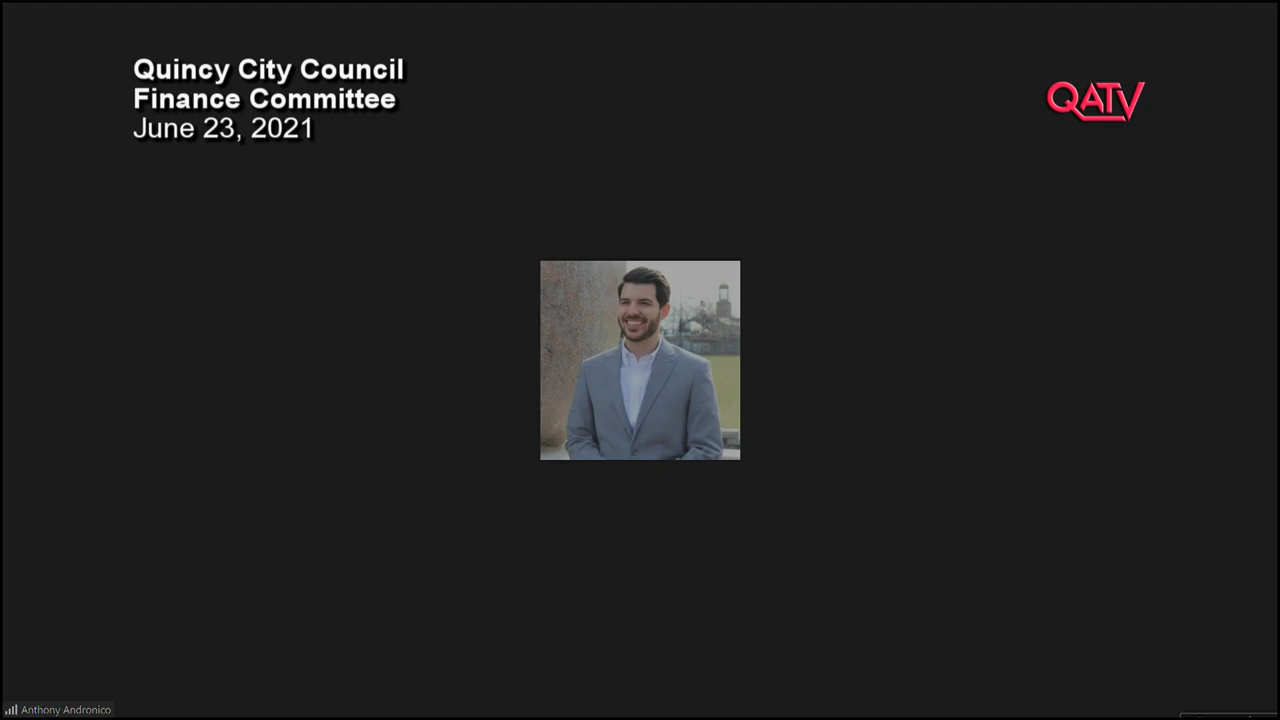 Quincy City Council
Finance Committee
June 23, 2021
QATV
Anthony Andronico